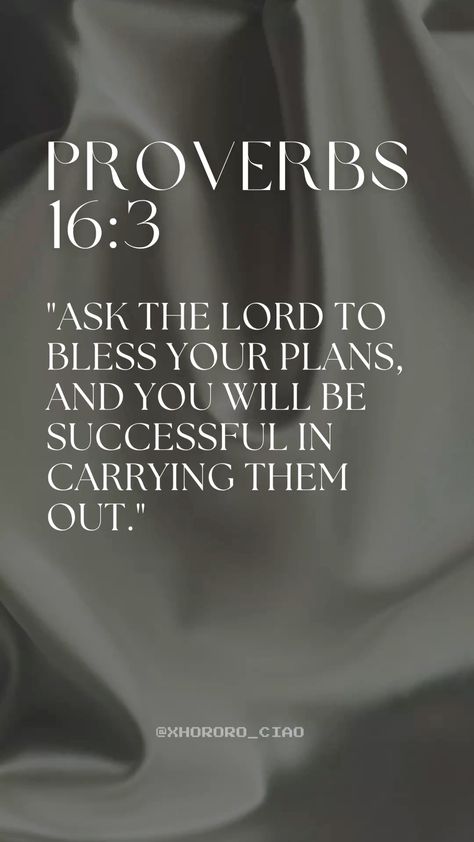 PROVERBS
16:3
"ASK THE LORD TO
BLESS YOUR PLANS,
AND YOU WILL BE
SUCCESSFUL IN
CARRYING THEM
OUT."
@XHORORO_CIAO